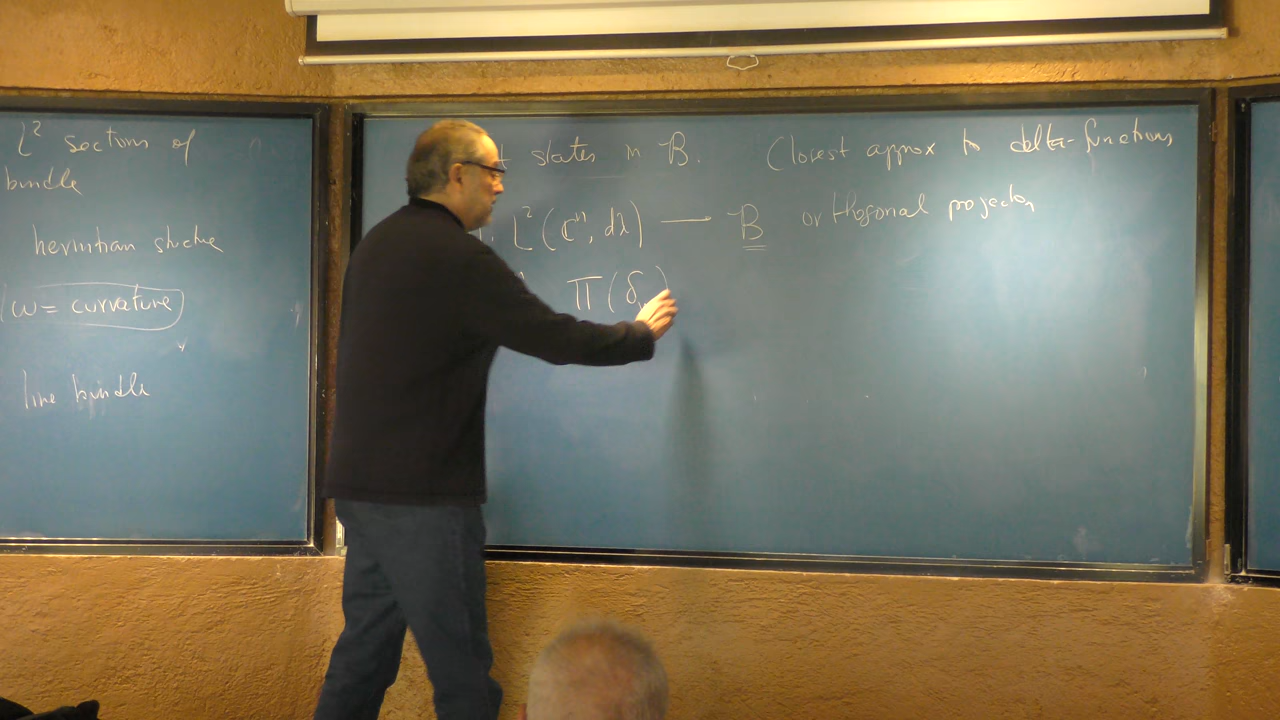 L² sections of
bundle
hermitian structure
ω = curvature
line bundle
states in B. Closest approx to delta-functions
L²(ℂⁿ, dλ) — B orthogonal projector
Π(δ